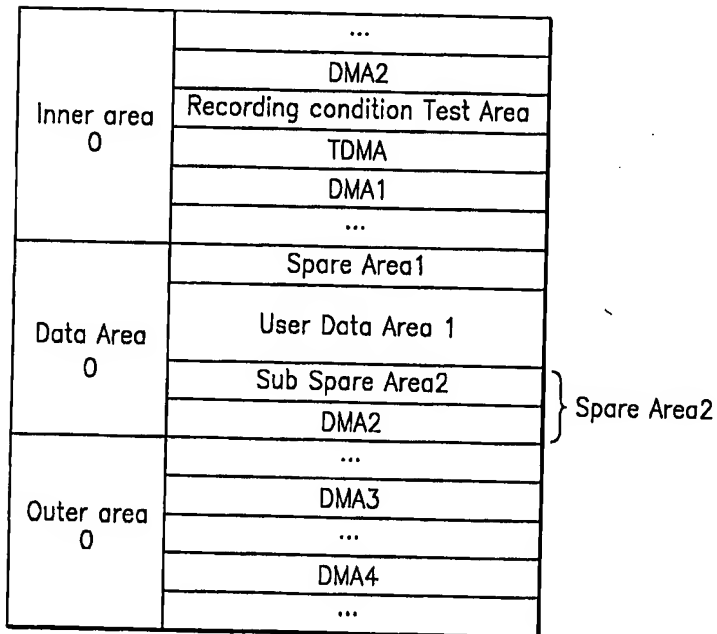 ...
DMA2
Inner area
0
Recording condition Test Area
TDMA
DMA1
...
Spare Area1
Data Area
0
User Data Area 1
Sub Spare Area2
DMA2
Spare Area2
...
Outer area
0
DMA3
...
DMA4
...